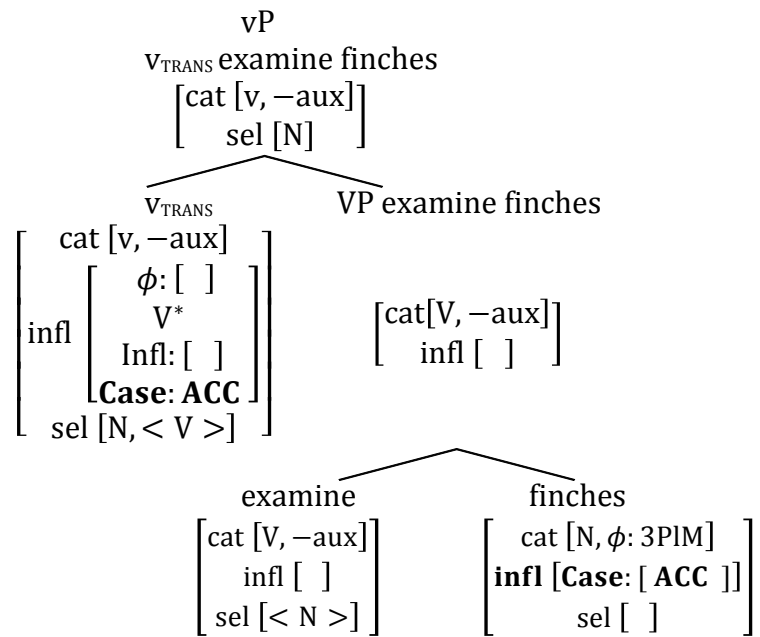 vP
vTRANS examine finches
[cat [v, −aux]
sel [N]]
vTRANS VP examine finches
[cat [v, −aux]
infl [ϕ: [ ]
V*
Infl: [ ]
Case: ACC]
sel [N, < V >]]
[cat[V, −aux]
infl [ ]]
examine finches
[cat [V, −aux]
infl [ ]
sel [< N >]]
[cat [N, ϕ: 3PlM]
infl [Case: [ ACC ]]
sel [ ]]